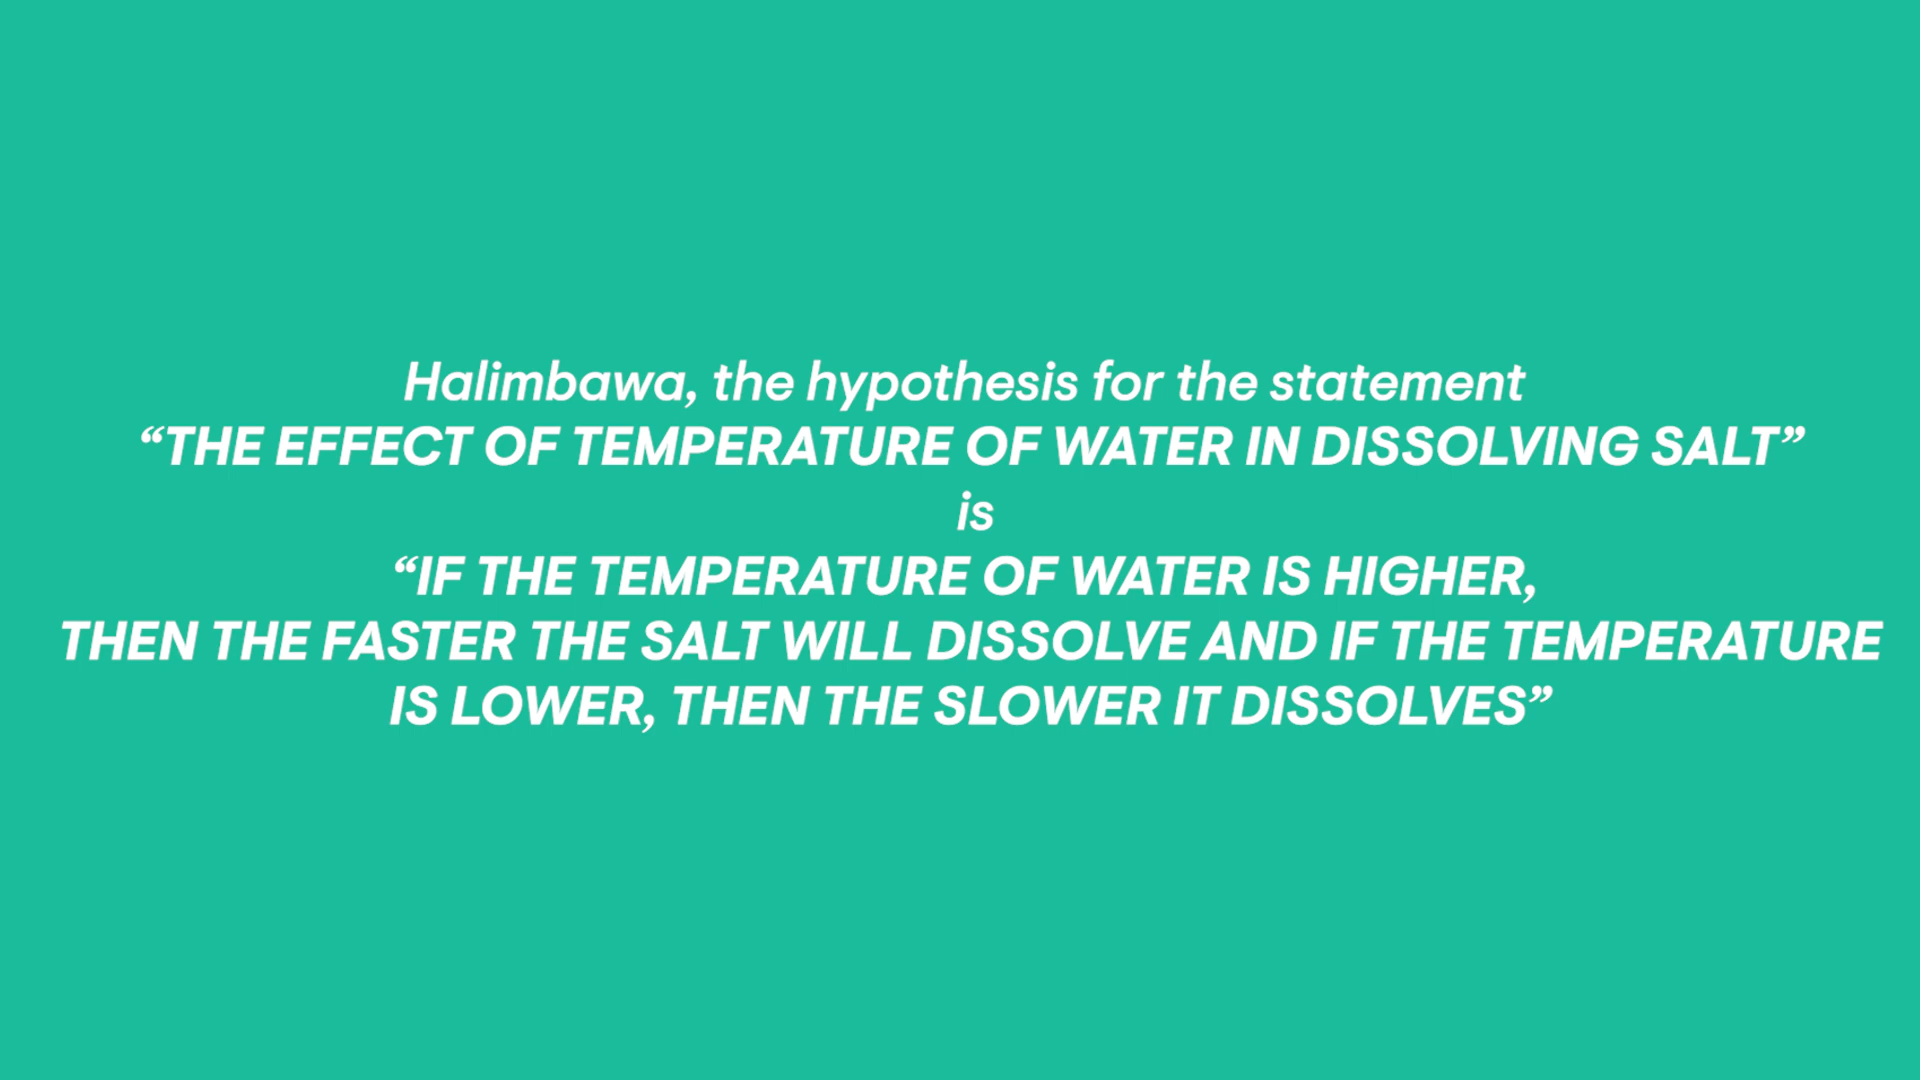 Halimbawa, the hypothesis for the statement
“THE EFFECT OF TEMPERATURE OF WATER IN DISSOLVING SALT”
is
“IF THE TEMPERATURE OF WATER IS HIGHER,
THEN THE FASTER THE SALT WILL DISSOLVE AND IF THE TEMPERATURE
IS LOWER, THEN THE SLOWER IT DISSOLVES”